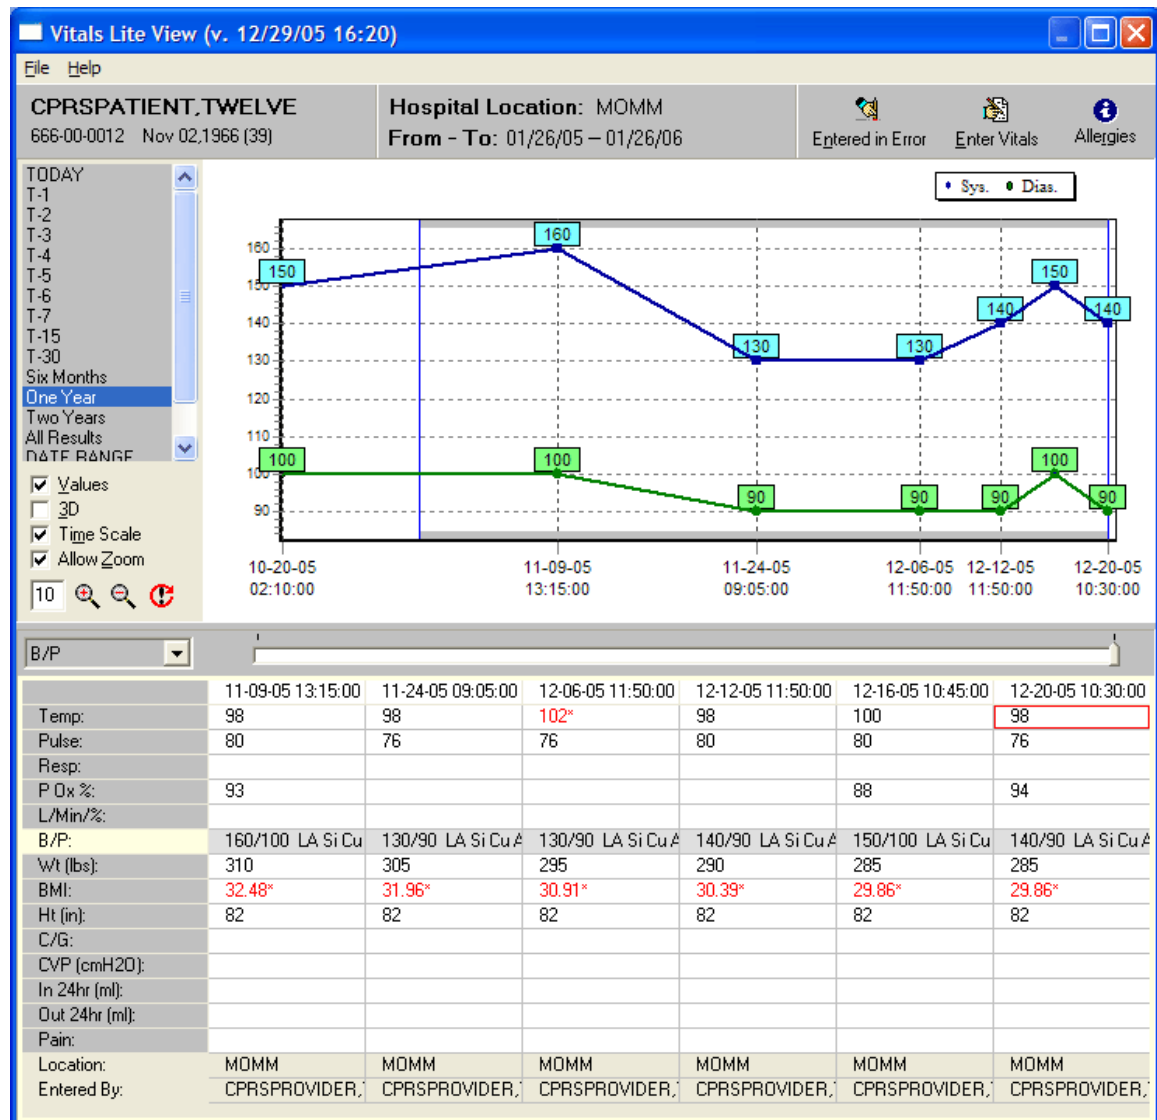 Vitals Lite View (v. 12/29/05 16:20)
File Help
CPRSPATIENT,TWELVE
666-00-0012 Nov 02,1966 (39)
Hospital Location: MOMM
From - To: 01/26/05 – 01/26/06
Entered in Error
Enter Vitals
Allergies
TODAY
T-1
T-2
T-3
T-4
T-5
T-6
T-7
T-15
T-30
Six Months
One Year
Two Years
All Results
DATE RANGE
Values
3D
Time Scale
Allow Zoom
10
Sys. Dias.
160
150
140
130
120
110
100
90
150 160 130 130 140 150 140
100 100 90 90 90 100 90
10-20-05 11-09-05 11-24-05 12-06-05 12-12-05 12-20-05
02:10:00 13:15:00 09:05:00 11:50:00 11:50:00 10:30:00
B/P
11-09-05 13:15:00 11-24-05 09:05:00 12-06-05 11:50:00 12-12-05 11:50:00 12-16-05 10:45:00 12-20-05 10:30:00
Temp: 98 98 102* 98 100 98
Pulse: 80 76 76 80 80 76
Resp:
P Ox %: 93 88 94
L/Min/%:
B/P: 160/100 LA Si Cu 130/90 LA Si Cu A 130/90 LA Si Cu A 140/90 LA Si Cu A 150/100 LA Si Cu 140/90 LA Si Cu A
Wt (lbs): 310 305 295 290 285 285
BMI: 32.48* 31.96* 30.91* 30.39* 29.86* 29.86*
Ht (in): 82 82 82 82 82 82
C/G:
CVP (cmH2O):
In 24hr (ml):
Out 24hr (ml):
Pain:
Location: MOMM MOMM MOMM MOMM MOMM MOMM
Entered By: CPRSPROVIDER, CPRSPROVIDER, CPRSPROVIDER, CPRSPROVIDER, CPRSPROVIDER, CPRSPROVIDER,